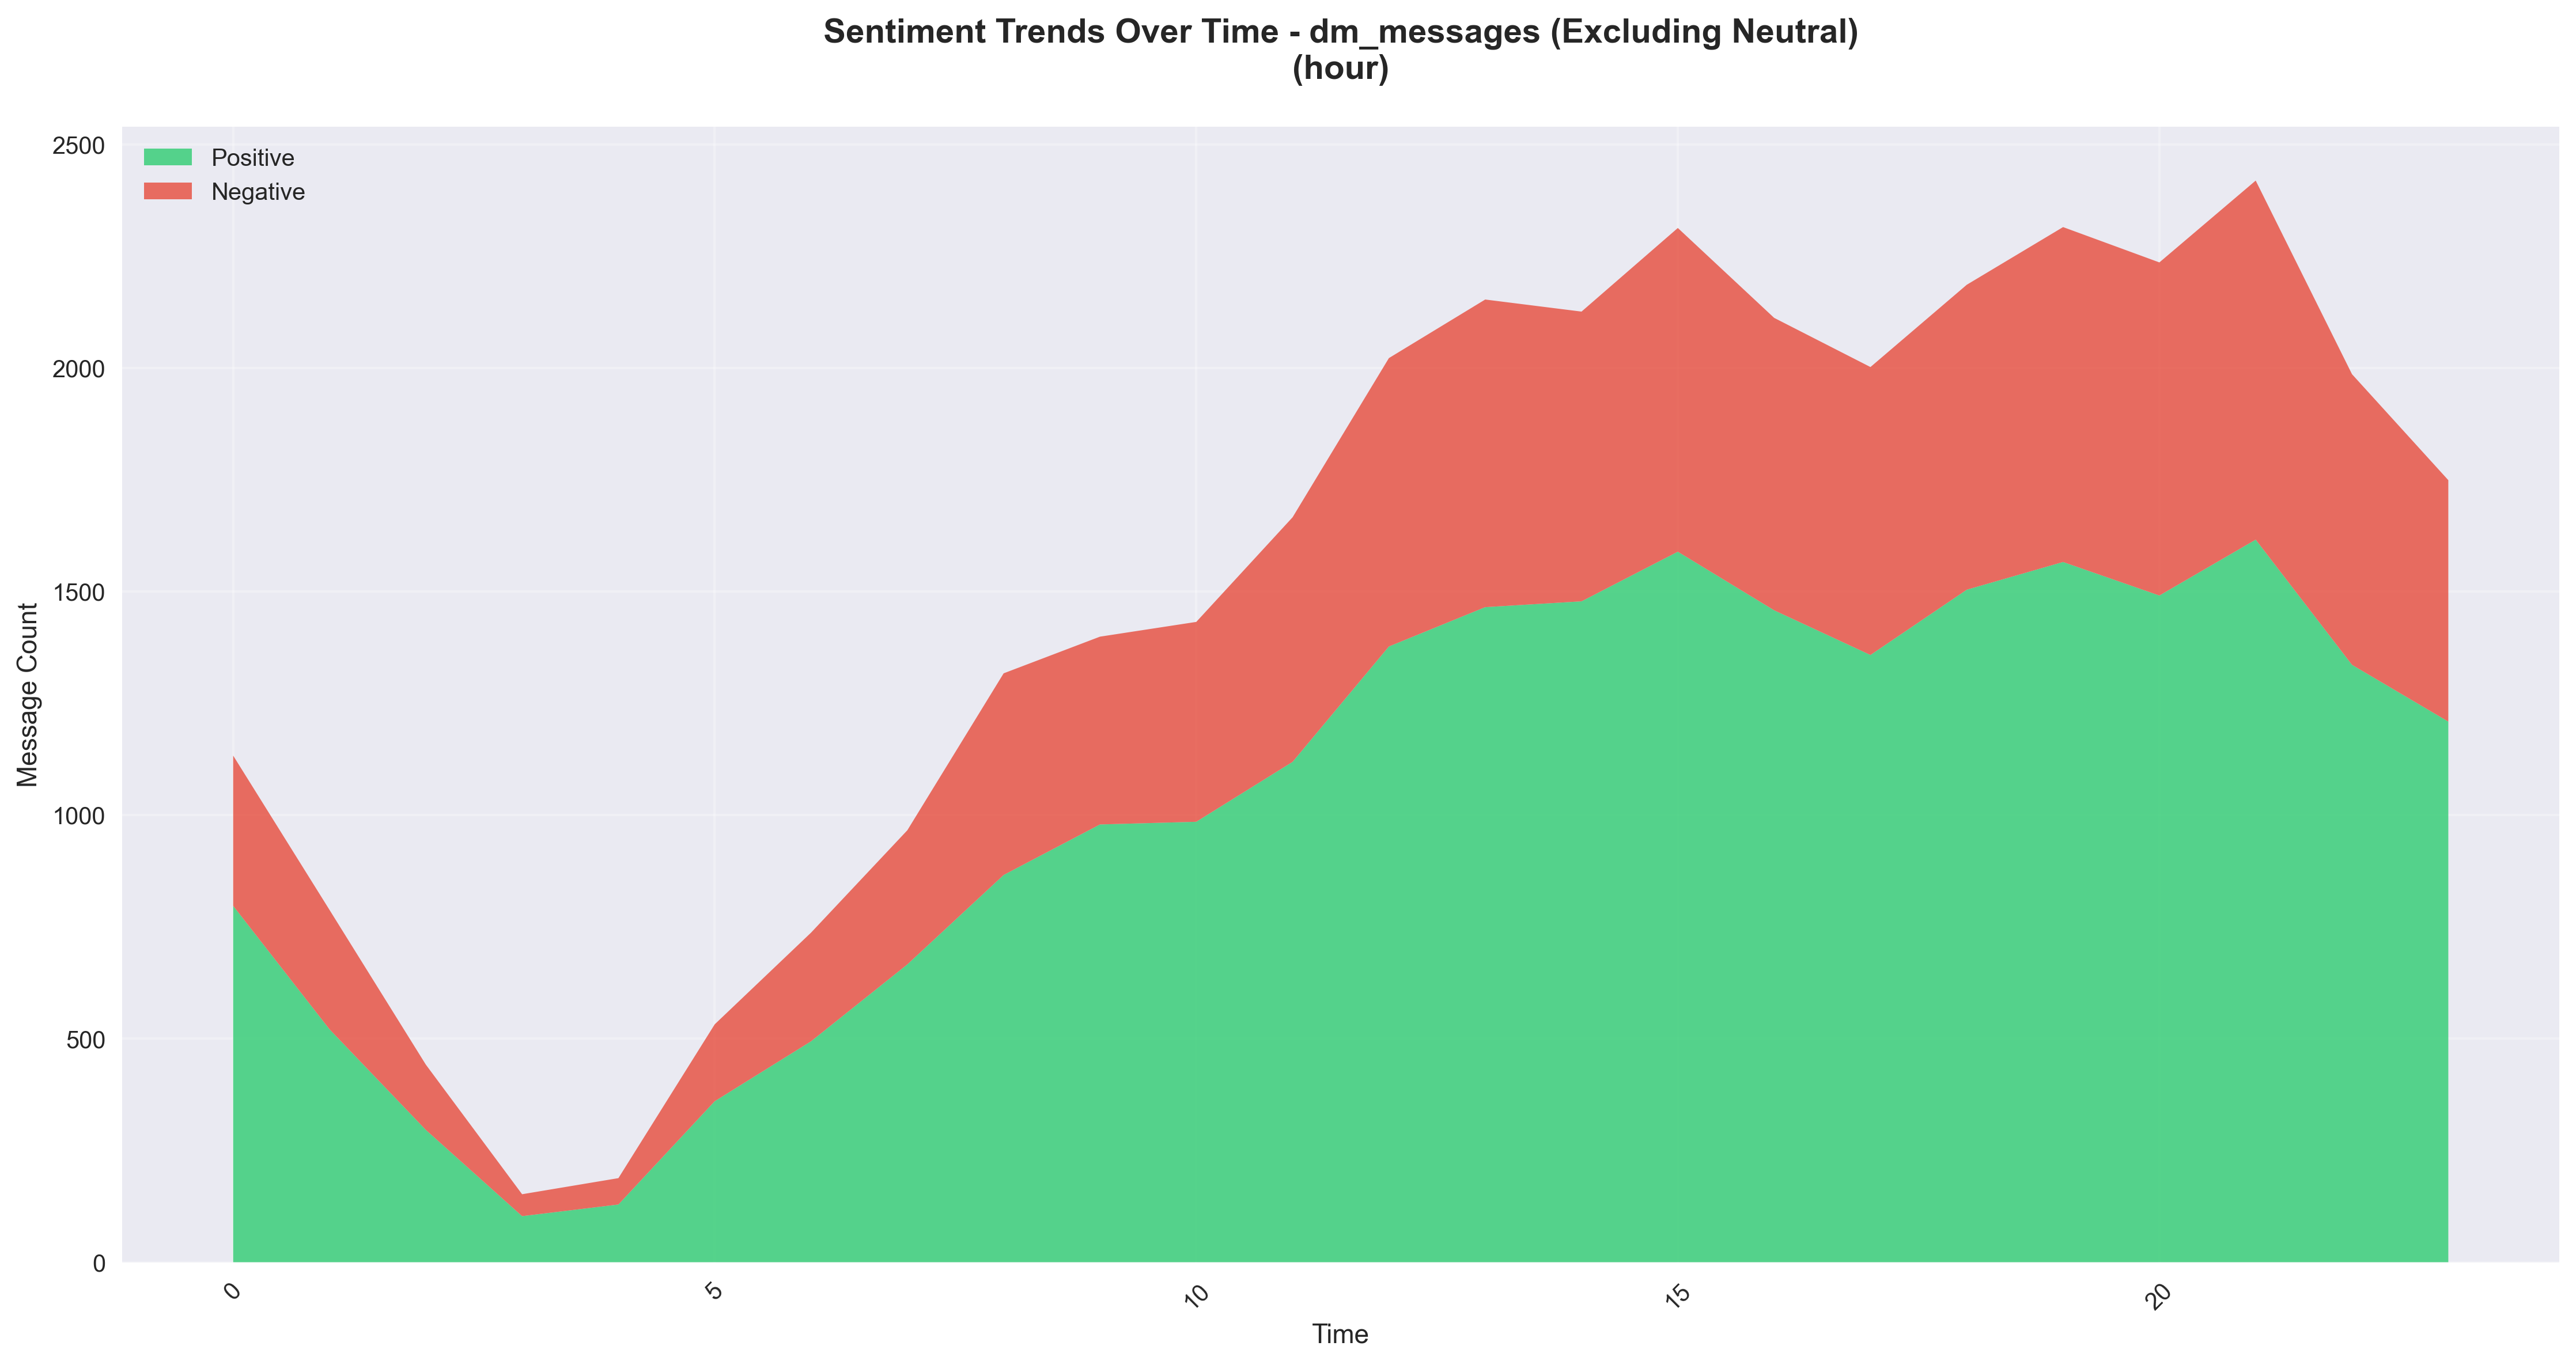 Sentiment Trends Over Time - dm_messages (Excluding Neutral)
(hour)
Positive
Negative
2500
2000
1500
1000
500
0
Message Count
0
5
10
15
20
Time